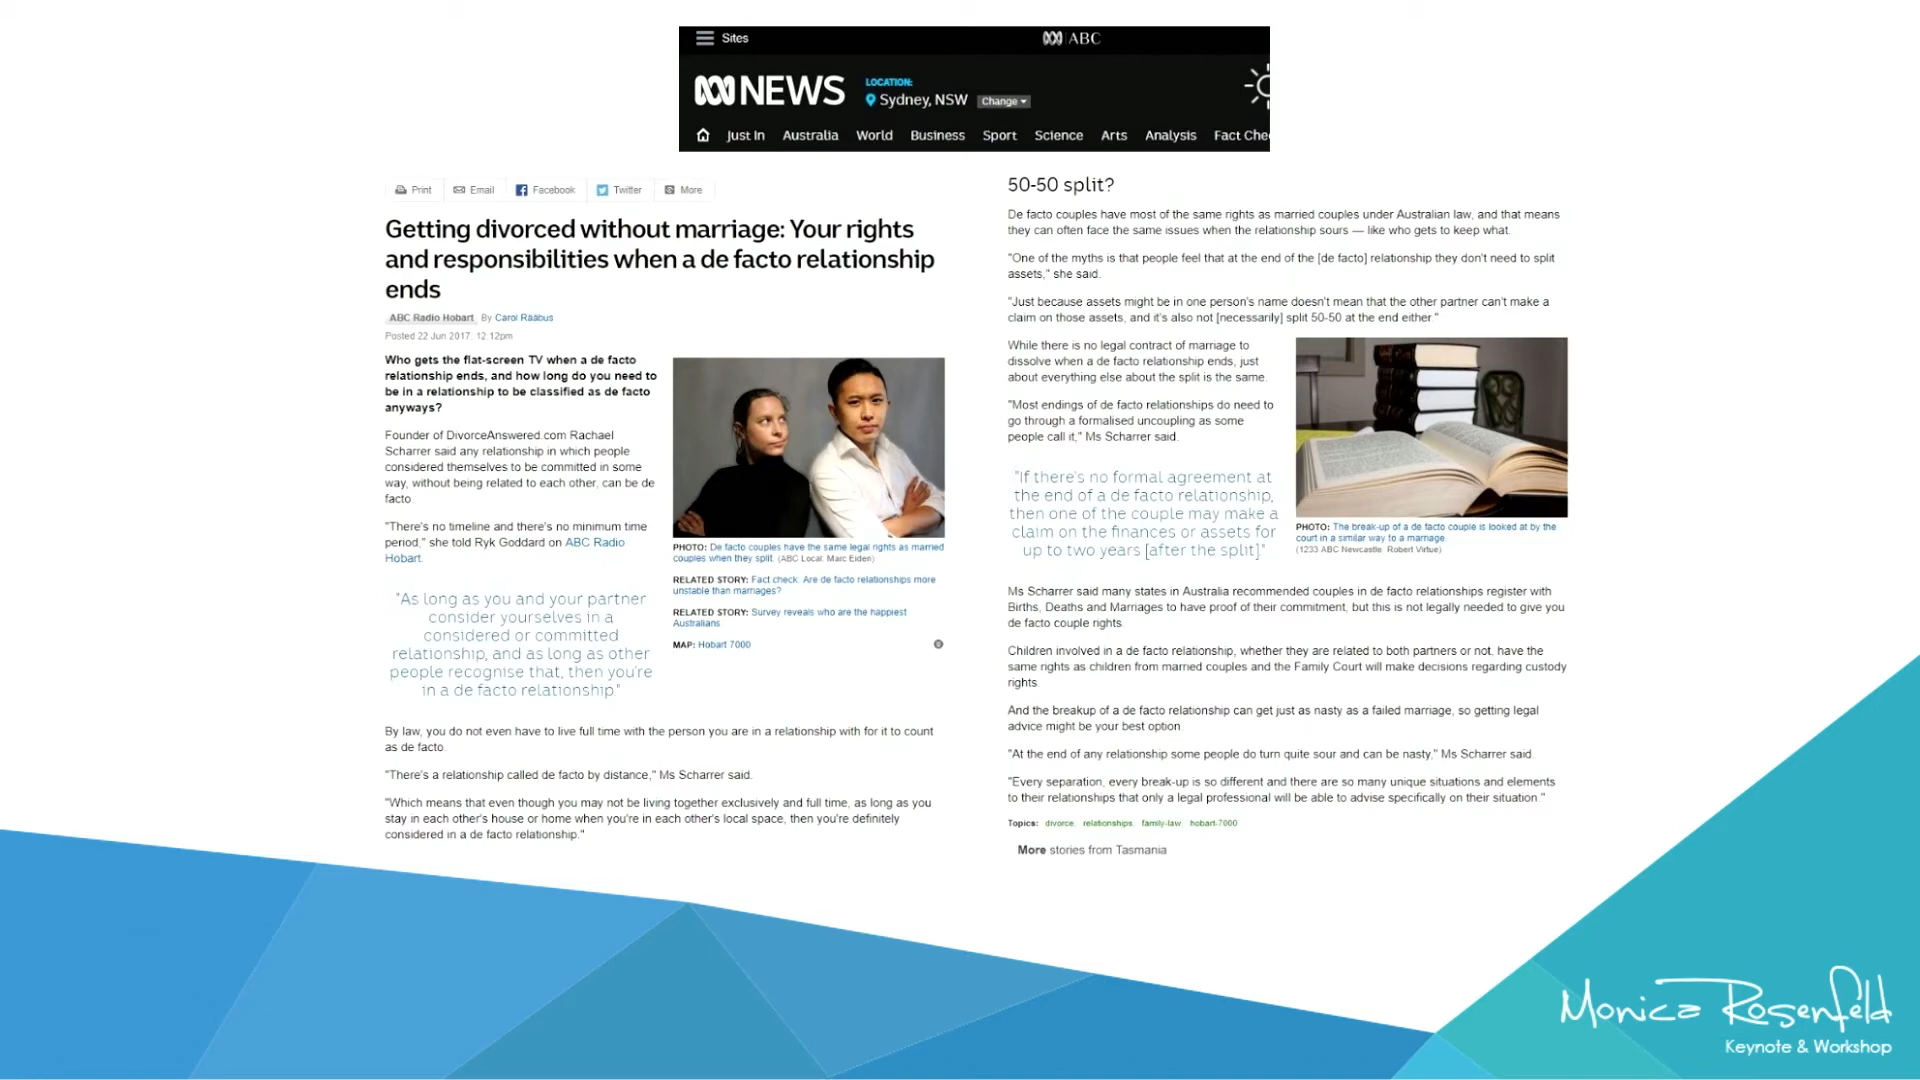 Sites
ABC
NEWS
LOCATION:
Sydney, NSW
Change
Just In Australia World Business Sport Science Arts Analysis Fact Che
Print Email Facebook Twitter More
Getting divorced without marriage: Your rights
and responsibilities when a de facto relationship
ends
ABC Radio Hobart By Carol Rääbus
Posted 22 Jun 2017, 12:12pm
Who gets the flat-screen TV when a de facto
relationship ends, and how long do you need to
be in a relationship to be classified as de facto
anyways?
Founder of DivorceAnswered.com Rachael
Scharrer said any relationship in which people
considered themselves to be committed in some
way, without being related to each other, can be de
facto.
"There's no timeline and there's no minimum time
period," she told Ryk Goddard on ABC Radio
Hobart.
"As long as you and your partner
consider yourselves in a
considered or committed
relationship, and as long as other
people recognise that, then you're
in a de facto relationship."
PHOTO: De facto couples have the same legal rights as married
couples when they split. (ABC Local: Marc Eiden)
RELATED STORY: Fact check: Are de facto relationships more
unstable than marriages?
RELATED STORY: Survey reveals who are the happiest
Australians
MAP: Hobart 7000
By law, you do not even have to live full time with the person you are in a relationship with for it to count
as de facto.
"There's a relationship called de facto by distance," Ms Scharrer said.
"Which means that even though you may not be living together exclusively and full time, as long as you
stay in each other's house or home when you're in each other's local space, then you're definitely
considered in a de facto relationship."
50-50 split?
De facto couples have most of the same rights as married couples under Australian law, and that means
they can often face the same issues when the relationship sours — like who gets to keep what.
"One of the myths is that people feel that at the end of the [de facto] relationship they don't need to split
assets," she said.
"Just because assets might be in one person's name doesn't mean that the other partner can't make a
claim on those assets, and it's also not [necessarily] split 50-50 at the end either."
While there is no legal contract of marriage to
dissolve when a de facto relationship ends, just
about everything else about the split is the same.
"Most endings of de facto relationships do need to
go through a formalised uncoupling as some
people call it," Ms Scharrer said.
"If there's no formal agreement at
the end of a de facto relationship,
then one of the couple may make a
claim on the finances or assets for
up to two years [after the split]."
PHOTO: The break-up of a de facto couple is looked at by the
court in a similar way to a marriage.
(1233 ABC Newcastle: Robert Virtue)
Ms Scharrer said many states in Australia recommended couples in de facto relationships register with
Births, Deaths and Marriages to have proof of their commitment, but this is not legally needed to give you
de facto couple rights.
Children involved in a de facto relationship, whether they are related to both partners or not, have the
same rights as children from married couples and the Family Court will make decisions regarding custody
rights.
And the breakup of a de facto relationship can get just as nasty as a failed marriage, so getting legal
advice might be your best option.
"At the end of any relationship some people do turn quite sour and can be nasty," Ms Scharrer said.
"Every separation, every break-up is so different and there are so many unique situations and elements
to their relationships that only a legal professional will be able to advise specifically on their situation."
Topics: divorce, relationships, family-law, hobart-7000
More stories from Tasmania
Monica Rosenfeld
Keynote & Workshop